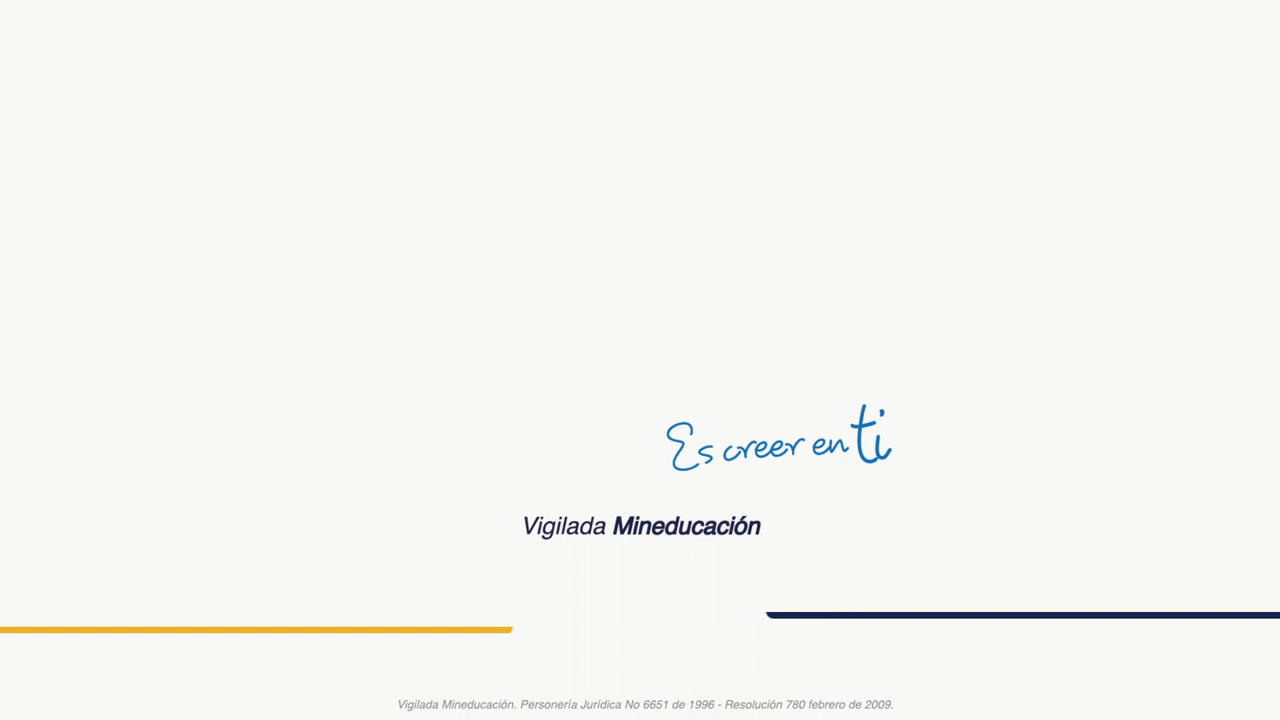 Es creer en ti
Vigilada Mineducación
Vigilada Mineducación. Personería Jurídica No 6651 de 1996 - Resolución 780 febrero de 2009.